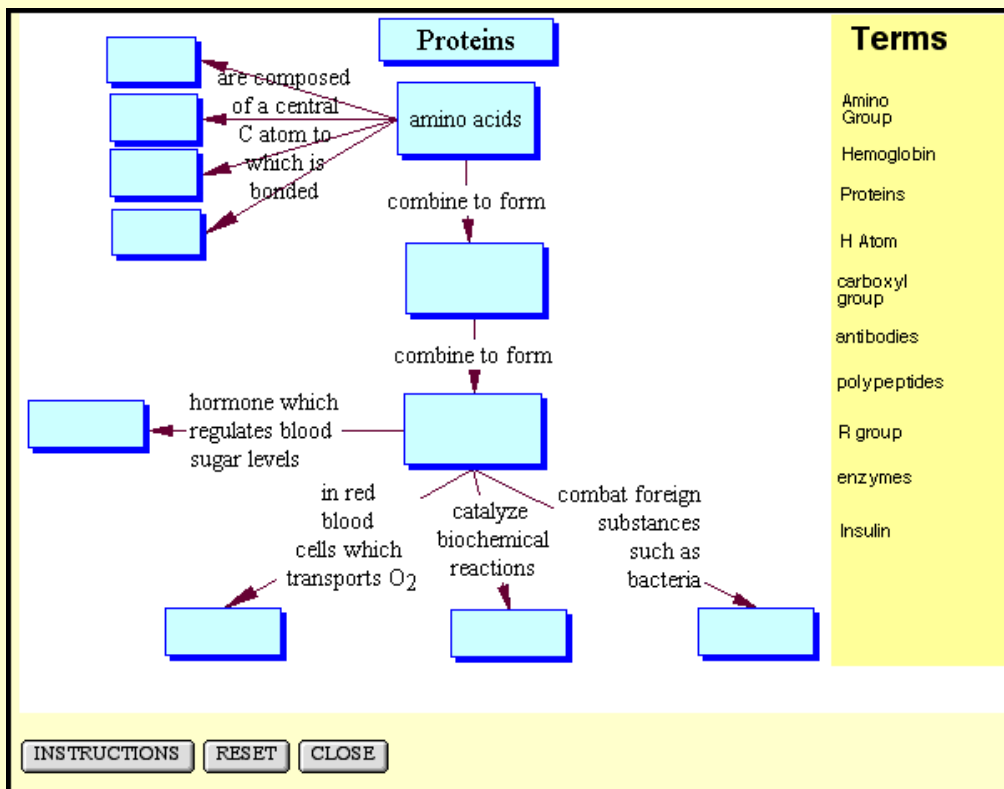 Proteins
are composed
of a central
C atom to
which is
bonded
amino acids
combine to form
combine to form
hormone which
regulates blood
sugar levels
in red
blood
cells which
transports O2
catalyze
biochemical
reactions
combat foreign
substances
such as
bacteria
Terms
Amino
Group
Hemoglobin
Proteins
H Atom
carboxyl
group
antibodies
polypeptides
R group
enzymes
Insulin
INSTRUCTIONS
RESET
CLOSE